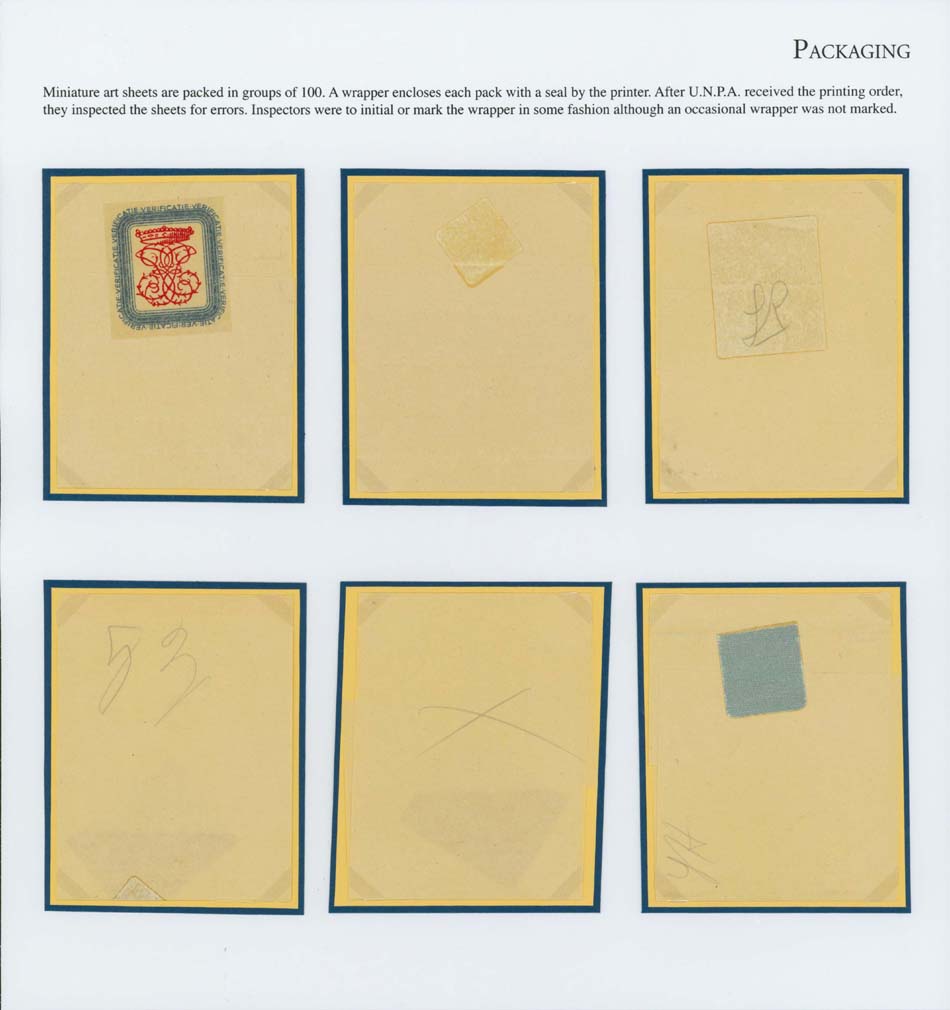 PACKAGING
Miniature art sheets are packed in groups of 100. A wrapper encloses each pack with a seal by the printer. After U.N.P.A. received the printing order,
they inspected the sheets for errors. Inspectors were to initial or mark the wrapper in some fashion although an occasional wrapper was not marked.
VERIFICATIE·VERIFICATIE·VERIFICATIE·VERIFICATIE·VERIFICATIE·VERIFICATIE
53
X